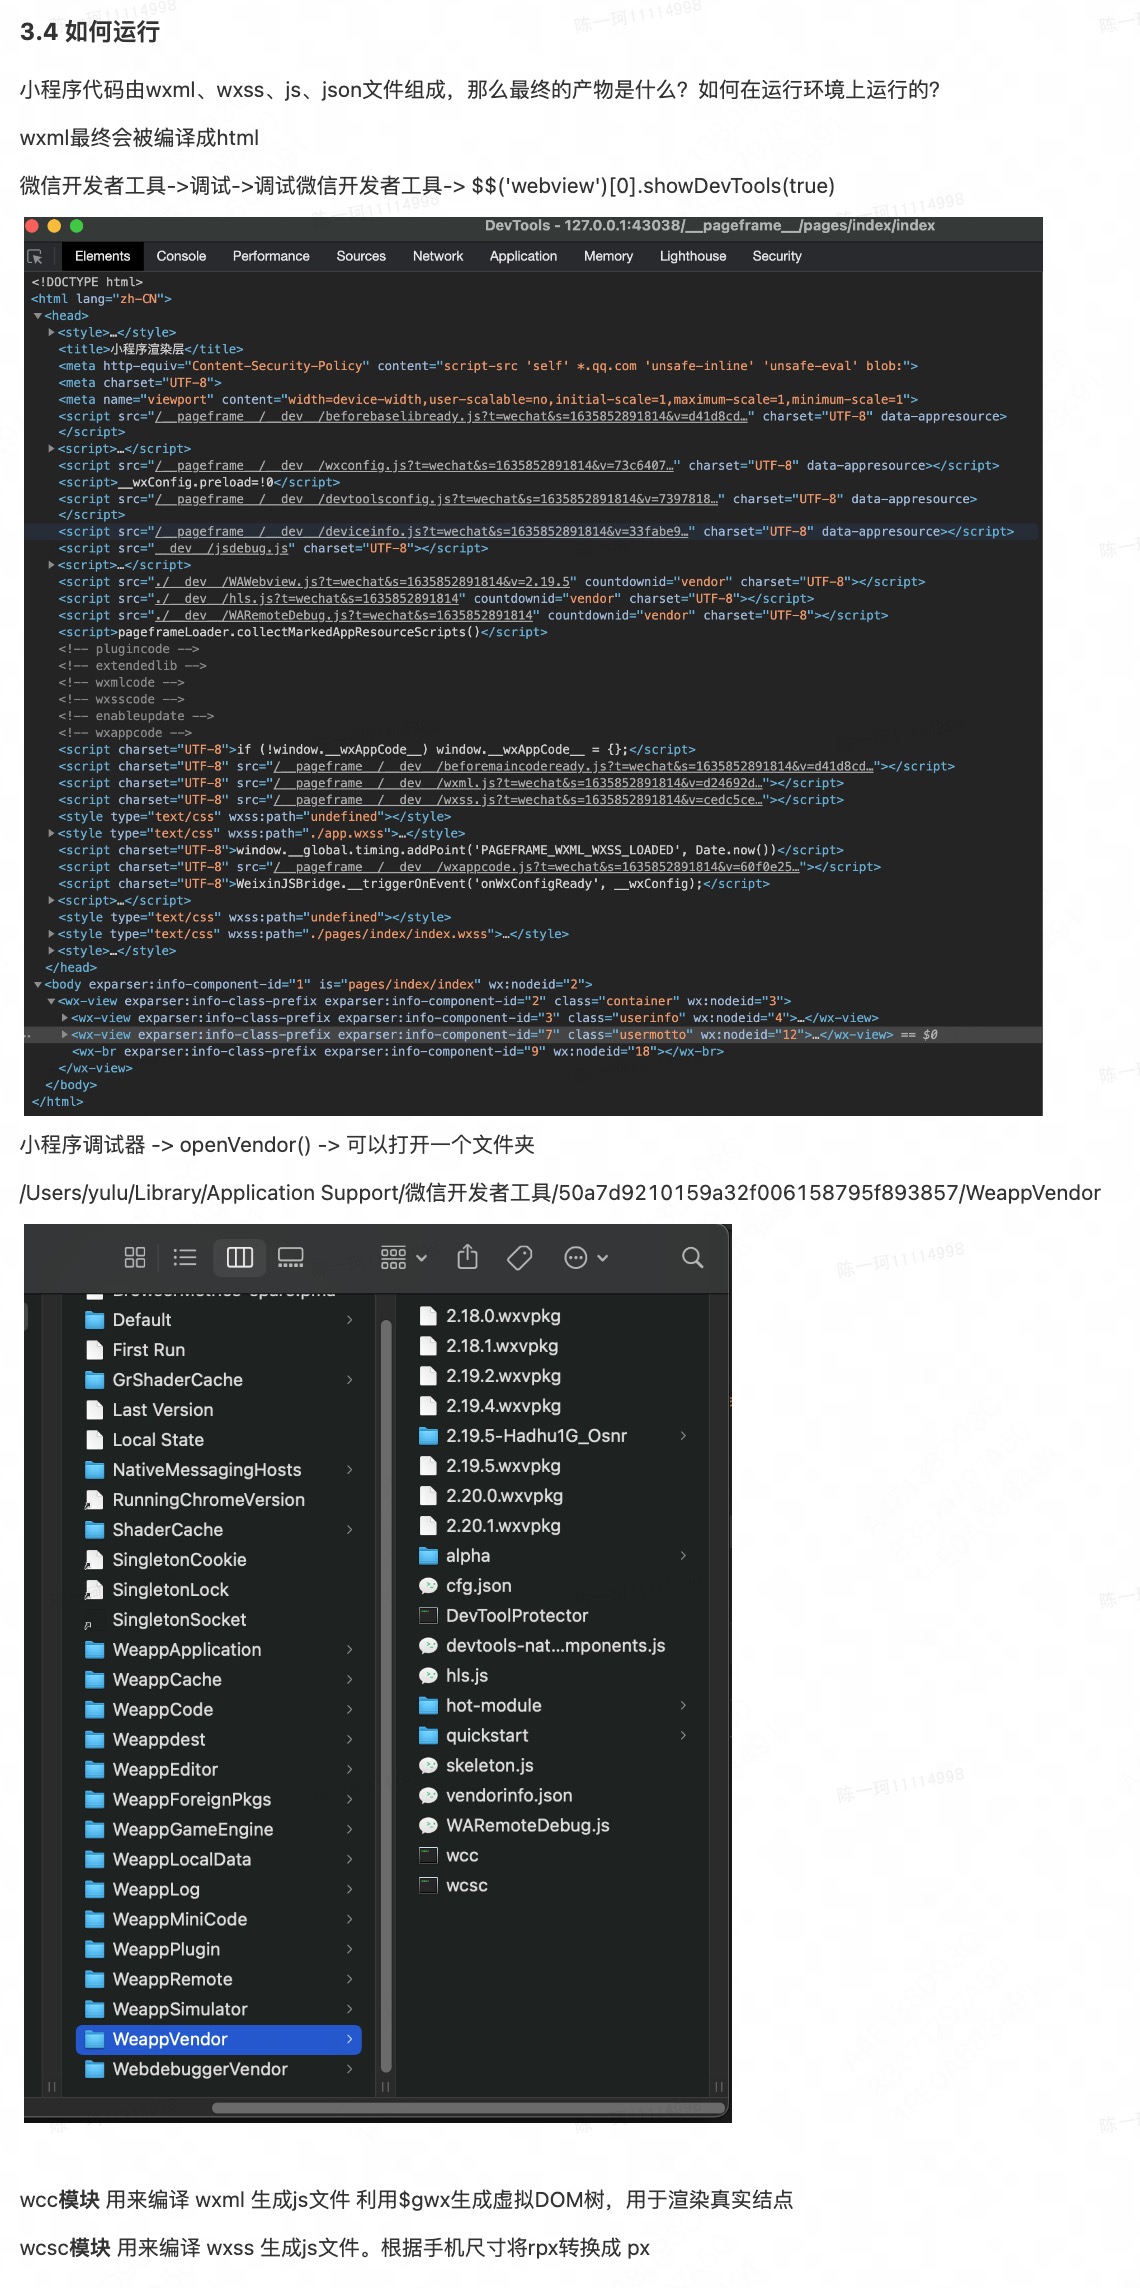 3.4 如何运行
小程序代码由wxml、wxss、js、json文件组成，那么最终的产物是什么？如何在运行环境上运行的？
wxml最终会被编译成html
微信开发者工具->调试->调试微信开发者工具-> $$('webview')[0].showDevTools(true)
DevTools - 127.0.0.1:43038/__pageframe__/pages/index/index
Elements Console Performance Sources Network Application Memory Lighthouse Security
<!DOCTYPE html>
<html lang="zh-CN">
▼<head>
▶<style>…</style>
<title>小程序渲染层</title>
<meta http-equiv="Content-Security-Policy" content="script-src 'self' *.qq.com 'unsafe-inline' 'unsafe-eval' blob:">
<meta charset="UTF-8">
<meta name="viewport" content="width=device-width,user-scalable=no,initial-scale=1,maximum-scale=1,minimum-scale=1">
<script src="/__pageframe__/__dev__/beforebaselibready.js?t=wechat&s=1635852891814&v=d41d8cd…" charset="UTF-8" data-appresource>
</script>
▶<script>…</script>
<script src="/__pageframe__/__dev__/wxconfig.js?t=wechat&s=1635852891814&v=73c6407…" charset="UTF-8" data-appresource></script>
<script>__wxConfig.preload=!0</script>
<script src="/__pageframe__/__dev__/devtoolsconfig.js?t=wechat&s=1635852891814&v=7397818…" charset="UTF-8" data-appresource>
</script>
<script src="/__pageframe__/__dev__/deviceinfo.js?t=wechat&s=1635852891814&v=33fabe9…" charset="UTF-8" data-appresource></script>
<script src="__dev__/jsdebug.js" charset="UTF-8"></script>
▶<script>…</script>
<script src="./__dev__/WAWebview.js?t=wechat&s=1635852891814&v=2.19.5" countdownid="vendor" charset="UTF-8"></script>
<script src="./__dev__/hls.js?t=wechat&s=1635852891814" countdownid="vendor" charset="UTF-8"></script>
<script src="./__dev__/WARemoteDebug.js?t=wechat&s=1635852891814" countdownid="vendor" charset="UTF-8"></script>
<script>pageframeLoader.collectMarkedAppResourceScripts()</script>
<!-- plugincode -->
<!-- extendedlib -->
<!-- wxmlcode -->
<!-- wxsscode -->
<!-- enableupdate -->
<!-- wxappcode -->
<script charset="UTF-8">if (!window.__wxAppCode__) window.__wxAppCode__ = {};</script>
<script charset="UTF-8" src="/__pageframe__/__dev__/beforemaincodeready.js?t=wechat&s=1635852891814&v=d41d8cd…"></script>
<script charset="UTF-8" src="/__pageframe__/__dev__/wxml.js?t=wechat&s=1635852891814&v=d24692d…"></script>
<script charset="UTF-8" src="/__pageframe__/__dev__/wxss.js?t=wechat&s=1635852891814&v=cedc5ce…"></script>
<style type="text/css" wxss:path="undefined"></style>
▶<style type="text/css" wxss:path="./app.wxss">…</style>
<script charset="UTF-8">window.__global.timing.addPoint('PAGEFRAME_WXML_WXSS_LOADED', Date.now())</script>
<script charset="UTF-8" src="/__pageframe__/__dev__/wxappcode.js?t=wechat&s=1635852891814&v=60f0e25…"></script>
<script charset="UTF-8">WeixinJSBridge.__triggerOnEvent('onWxConfigReady', __wxConfig);</script>
▶<script>…</script>
<style type="text/css" wxss:path="undefined"></style>
▶<style type="text/css" wxss:path="./pages/index/index.wxss">…</style>
▶<style>…</style>
</head>
▼<body exparser:info-component-id="1" is="pages/index/index" wx:nodeid="2">
▼<wx-view exparser:info-class-prefix exparser:info-component-id="2" class="container" wx:nodeid="3">
▶<wx-view exparser:info-class-prefix exparser:info-component-id="3" class="userinfo" wx:nodeid="4">…</wx-view>
▶<wx-view exparser:info-class-prefix exparser:info-component-id="7" class="usermotto" wx:nodeid="12">…</wx-view> == $0
<wx-br exparser:info-component-id="9" wx:nodeid="18"></wx-br>
</wx-view>
</body>
</html>
小程序调试器 -> openVendor() -> 可以打开一个文件夹
/Users/yulu/Library/Application Support/微信开发者工具/50a7d9210159a32f006158795f893857/WeappVendor
Default
First Run
GrShaderCache
Last Version
Local State
NativeMessagingHosts
RunningChromeVersion
ShaderCache
SingletonCookie
SingletonLock
SingletonSocket
WeappApplication
WeappCache
WeappCode
Weappdest
WeappEditor
WeappForeignPkgs
WeappGameEngine
WeappLocalData
WeappLog
WeappMiniCode
WeappPlugin
WeappRemote
WeappSimulator
WeappVendor
WebdebuggerVendor
2.18.0.wxvpkg
2.18.1.wxvpkg
2.19.2.wxvpkg
2.19.4.wxvpkg
2.19.5-Hadhu1G_Osnr
2.19.5.wxvpkg
2.20.0.wxvpkg
2.20.1.wxvpkg
alpha
cfg.json
DevToolProtector
devtools-nat...mponents.js
hls.js
hot-module
quickstart
skeleton.js
vendorinfo.json
WARemoteDebug.js
wcc
wcsc
wcc模块 用来编译 wxml 生成js文件 利用$gwx生成虚拟DOM树，用于渲染真实结点
wcsc模块 用来编译 wxss 生成js文件。根据手机尺寸将rpx转换成 px
陈一珂11114998